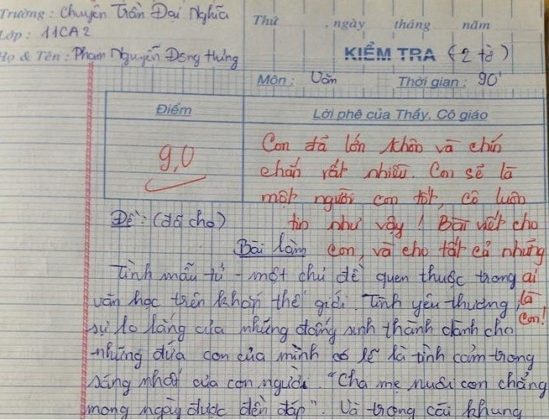 Trường : Chuyên Trần Đại Nghĩa
Lớp : 11CA2
Họ & Tên : Phạm Nguyễn Đông Hưng
Thứ , ngày tháng năm
KIỂM TRA (2 tờ)
Môn : Văn Thời gian : 90'
Điểm
Lời phê của Thầy, Cô giáo
9,0
Con đã lớn khôn và chín
chắn rất nhiều. Con sẽ là
một người con tốt, cô luôn
tin như vậy ! Bài viết cho
con, và cho tất cả những
ai
là
con!
Đề : (đã cho)
Bài làm
Tình mẫu tử - một chủ đề quen thuộc trong
văn học trên khắp thế giới. Tình yêu thương,
sự lo lắng của những đấng sinh thành dành cho
những đứa con của mình có lẽ là tình cảm trong
sáng nhất của con người. "Cha mẹ nuôi con chẳng
mong ngày được đền đáp". Và trong cái khung